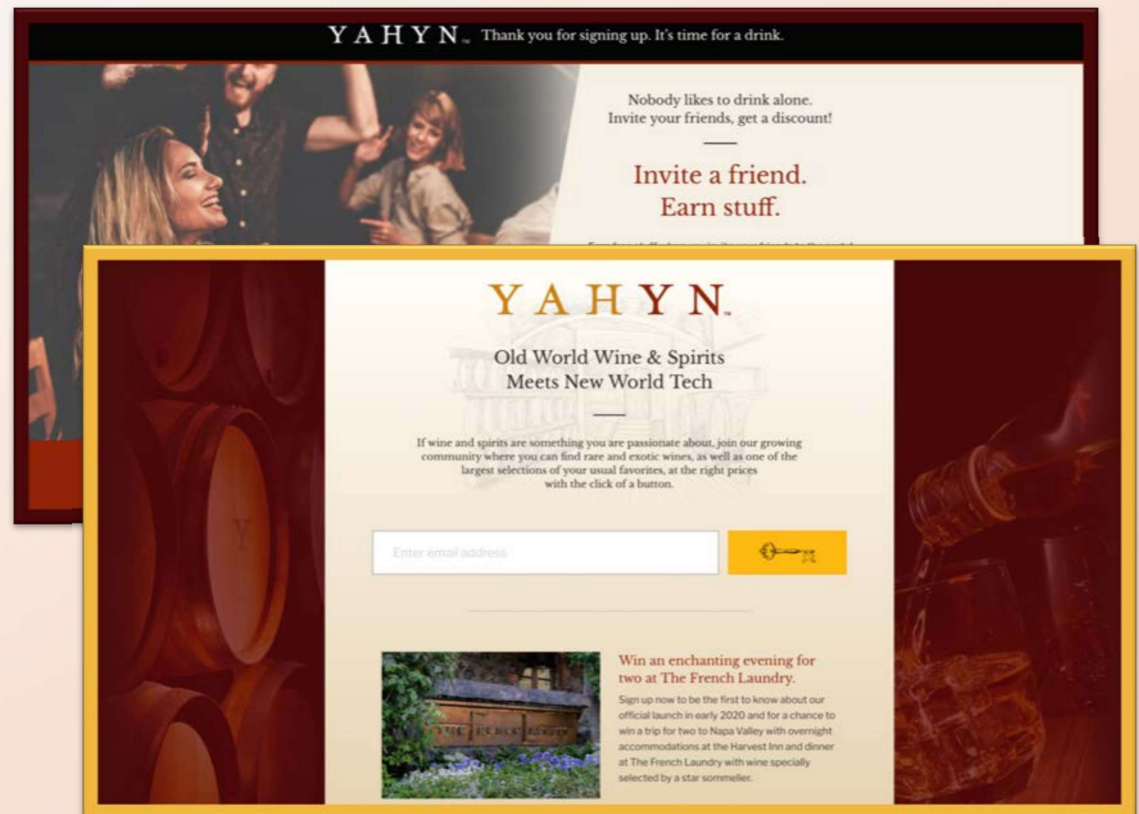 YAHYN™ Thank you for signing up. It's time for a drink.
Nobody likes to drink alone.
Invite your friends, get a discount!
Invite a friend.
Earn stuff.
YAHYN™
Old World Wine & Spirits
Meets New World Tech
If wine and spirits are something you are passionate about, join our growing
community where you can find rare and exotic wines, as well as one of the
largest selections of your usual favorites, at the right prices
with the click of a button.
Enter email address
Y
THE FRENCH LAUNDRY
Win an enchanting evening for
two at The French Laundry.
Sign up now to be the first to know about our
official launch in early 2020 and for a chance to
win a trip for two to Napa Valley with overnight
accommodations at the Harvest Inn and dinner
at The French Laundry with wine specially
selected by a star sommelier.